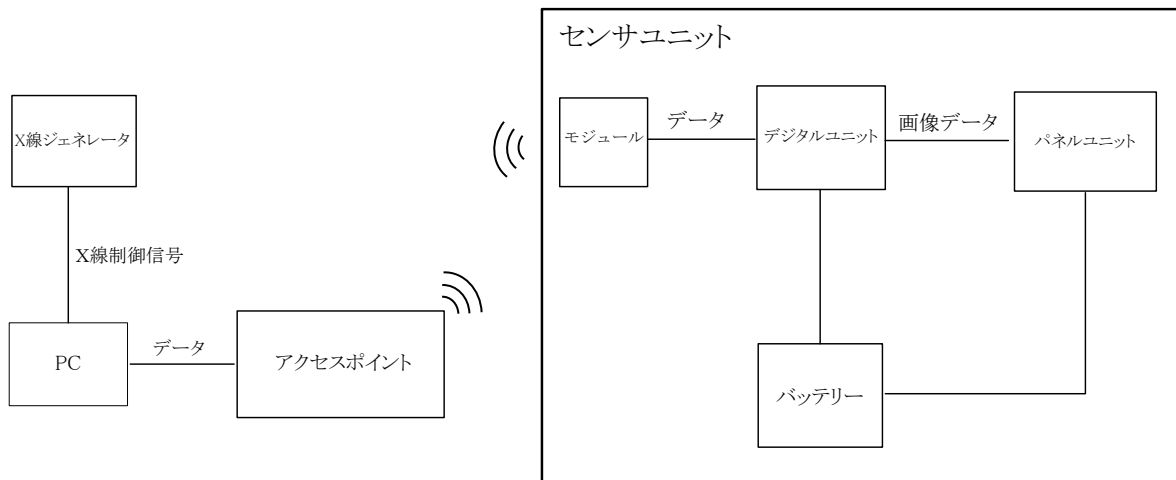 センサユニット
X線ジェネレータ
モジュール
データ
デジタルユニット
画像データ
パネルユニット
X線制御信号
PC
データ
アクセスポイント
バッテリー